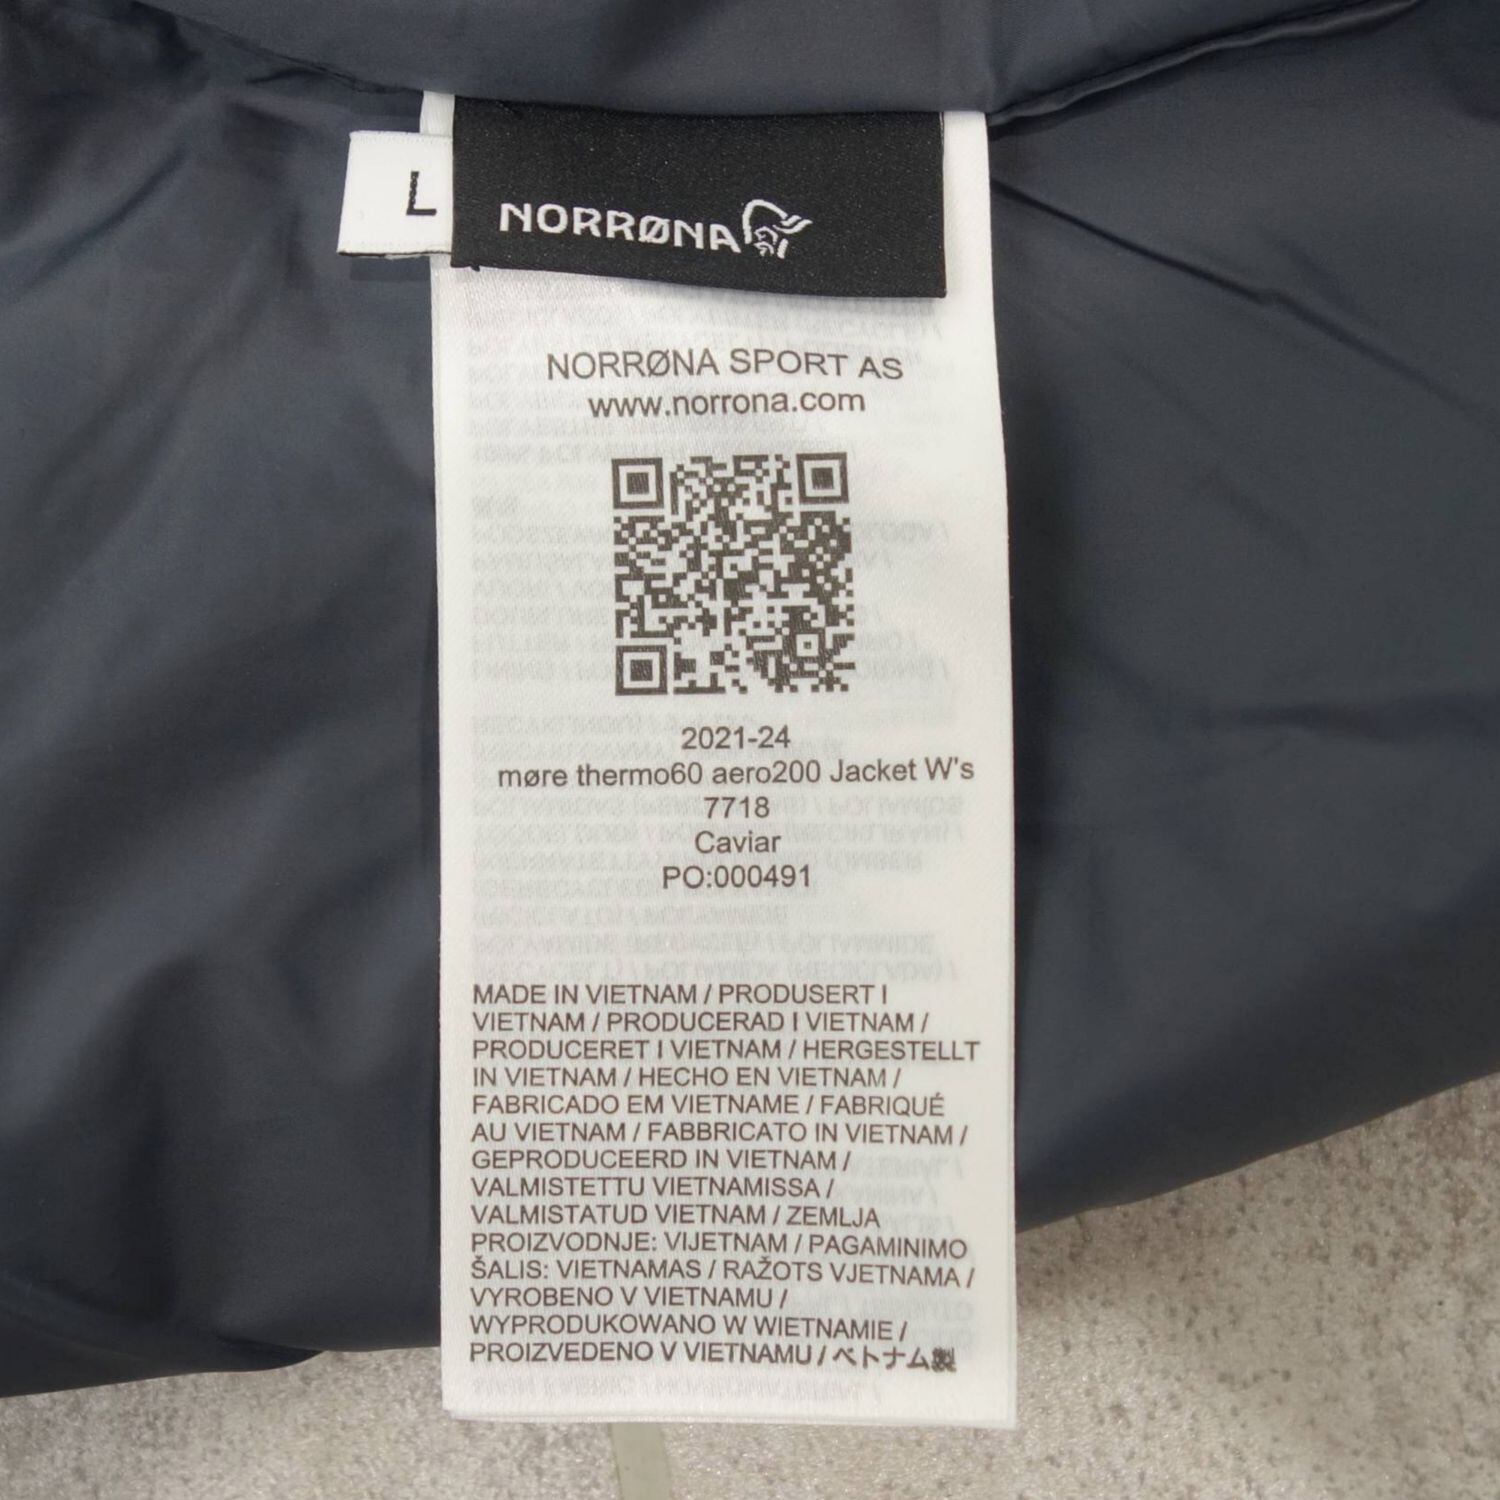 L
NORRØNA
NORRØNA SPORT AS
www.norrona.com
2021-24
møre thermo60 aero200 Jacket W's
7718
Caviar
PO:000491
MADE IN VIETNAM / PRODUSERT I
VIETNAM / PRODUCERAD I VIETNAM /
PRODUCERET I VIETNAM / HERGESTELLT
IN VIETNAM / HECHO EN VIETNAM /
FABRICADO EM VIETNAME / FABRIQUÉ
AU VIETNAM / FABBRICATO IN VIETNAM /
GEPRODUCEERD IN VIETNAM /
VALMISTETTU VIETNAMISSA /
VALMISTATUD VIETNAM / ZEMLJA
PROIZVODNJE: VIJETNAM / PAGAMINIMO
ŠALIS: VIETNAMAS / RAŽOTS VJETNAMA /
VYROBENO V VIETNAMU /
WYPRODUKOWANO W WIETNAMIE /
PROIZVEDENO V VIETNAMU / ベトナム製